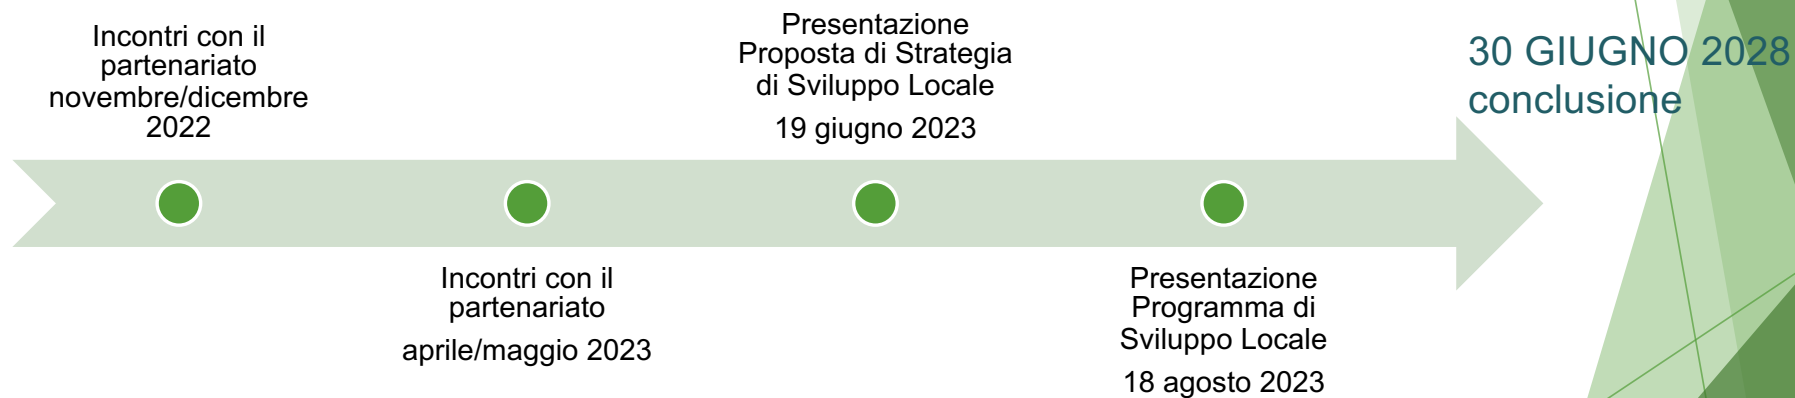 Incontri con il
partenariato
novembre/dicembre
2022
Incontri con il
partenariato
aprile/maggio 2023
Presentazione
Proposta di Strategia
di Sviluppo Locale
19 giugno 2023
Presentazione
Programma di
Sviluppo Locale
18 agosto 2023
30 GIUGNO 2028
conclusione